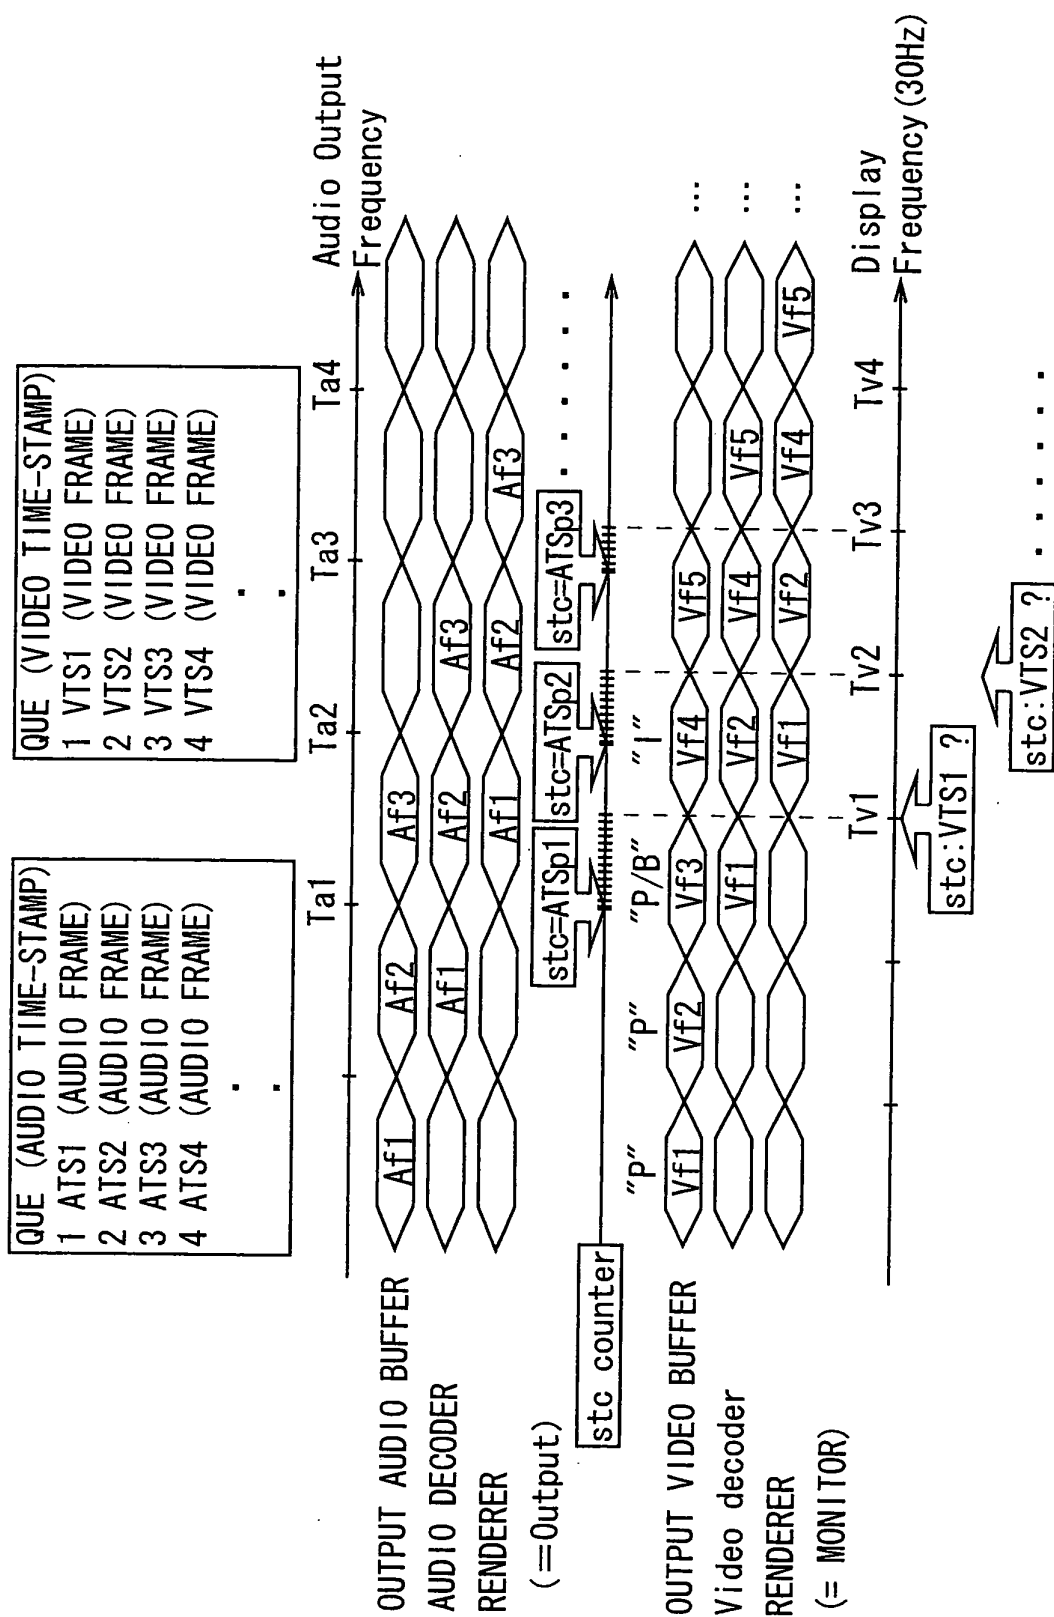 QUE (AUDIO TIME-STAMP)
1 ATS1 (AUDIO FRAME)
2 ATS2 (AUDIO FRAME)
3 ATS3 (AUDIO FRAME)
4 ATS4 (AUDIO FRAME)
QUE (VIDEO TIME-STAMP)
1 VTS1 (VIDEO FRAME)
2 VTS2 (VIDEO FRAME)
3 VTS3 (VIDEO FRAME)
4 VTS4 (VIDEO FRAME)
Ta1 Ta2 Ta3 Ta4
Audio Output
Frequency
OUTPUT AUDIO BUFFER Af1 Af2 Af3
AUDIO DECODER Af1 Af2 Af3
RENDERER Af1 Af2 Af3
(=Output)
stc=ATSp1 stc=ATSp2 stc=ATSp3
stc counter
"P" "P" "P/B" "I"
OUTPUT VIDEO BUFFER Vf1 Vf2 Vf3 Vf4 Vf5 ...
Video decoder Vf1 Vf2 Vf4 Vf5 ...
RENDERER Vf1 Vf2 Vf4 Vf5 ...
(= MONITOR)
Tv1 Tv2 Tv3 Tv4
Display
Frequency(30Hz)
stc:VTS1 ?
stc:VTS2 ?